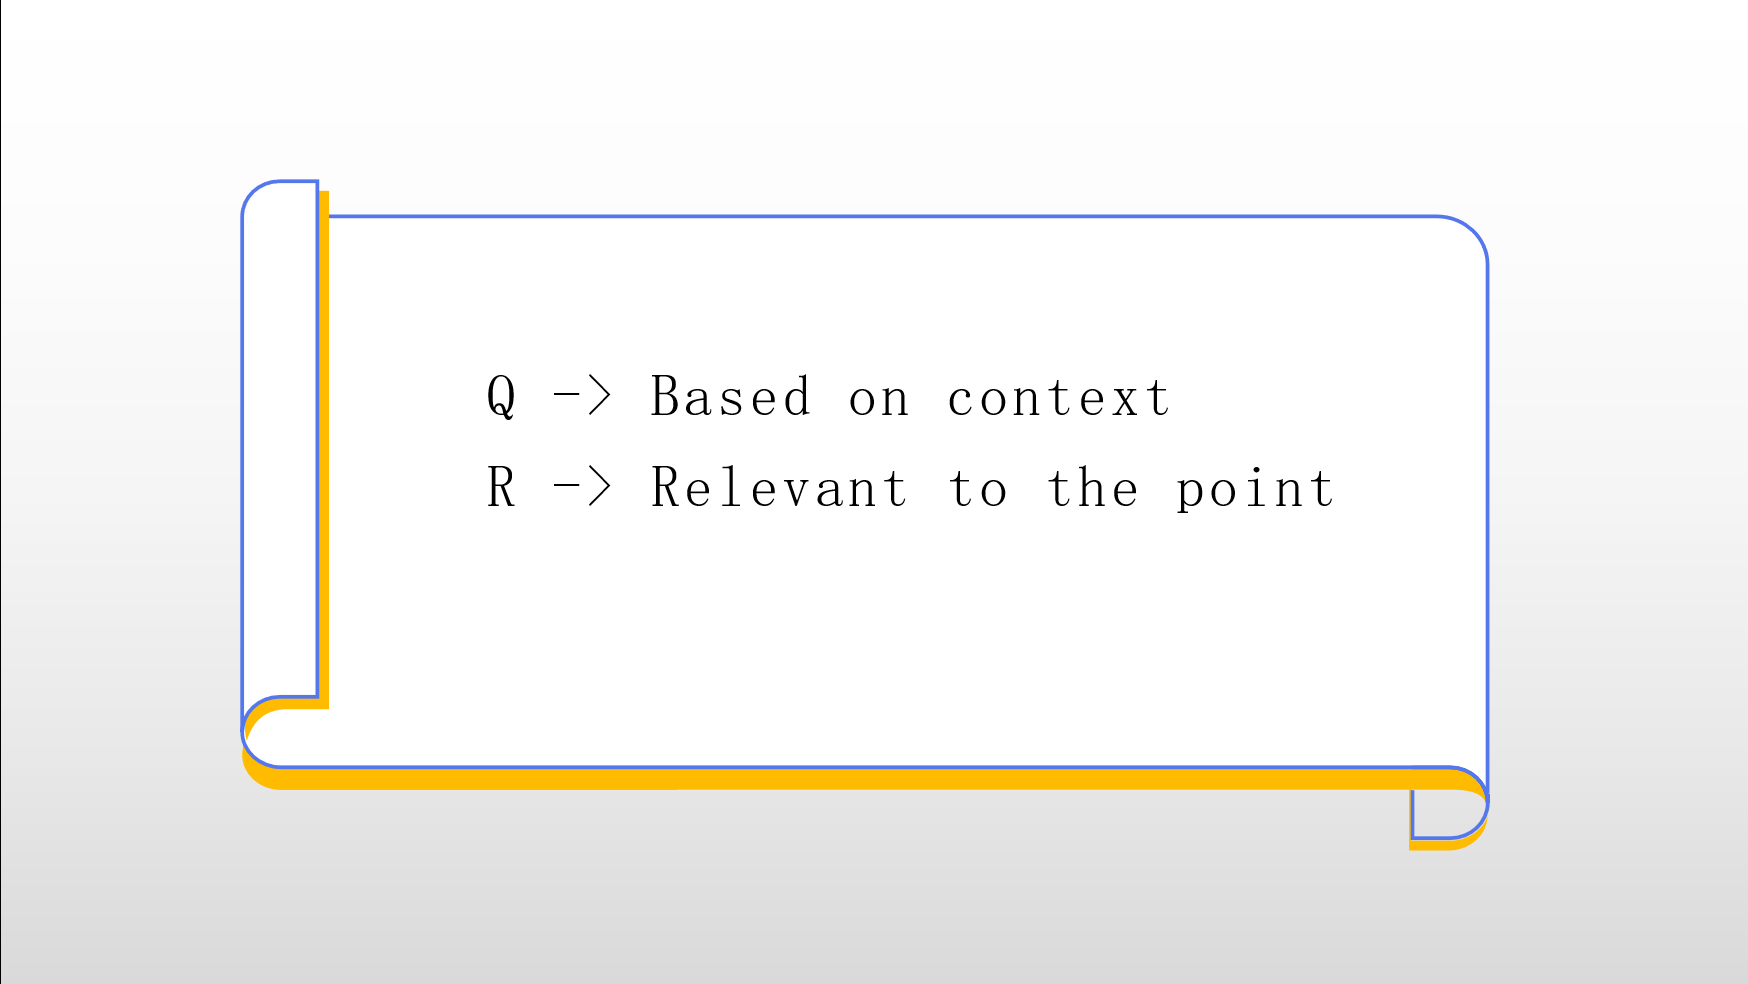 Q -> Based on context
R -> Relevant to the point